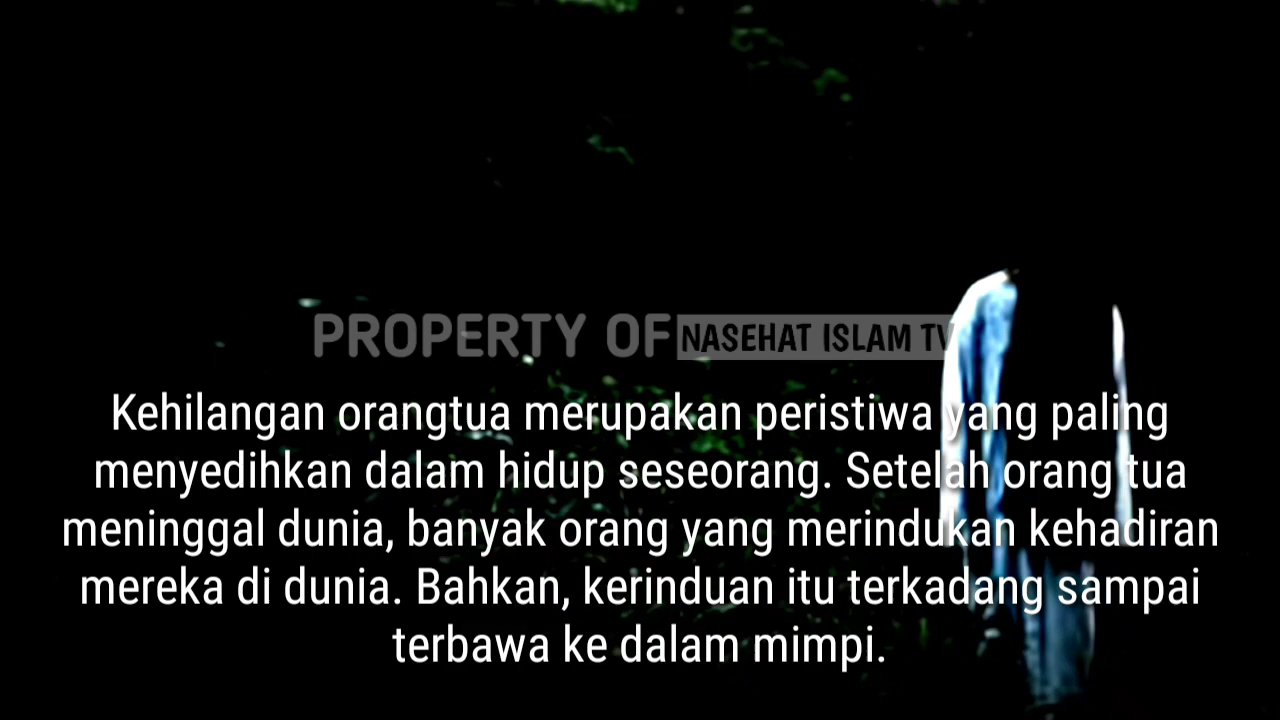 PROPERTY OF NASEHAT ISLAM TV
Kehilangan orangtua merupakan peristiwa yang paling
menyedihkan dalam hidup seseorang. Setelah orang tua
meninggal dunia, banyak orang yang merindukan kehadiran
mereka di dunia. Bahkan, kerinduan itu terkadang sampai
terbawa ke dalam mimpi.